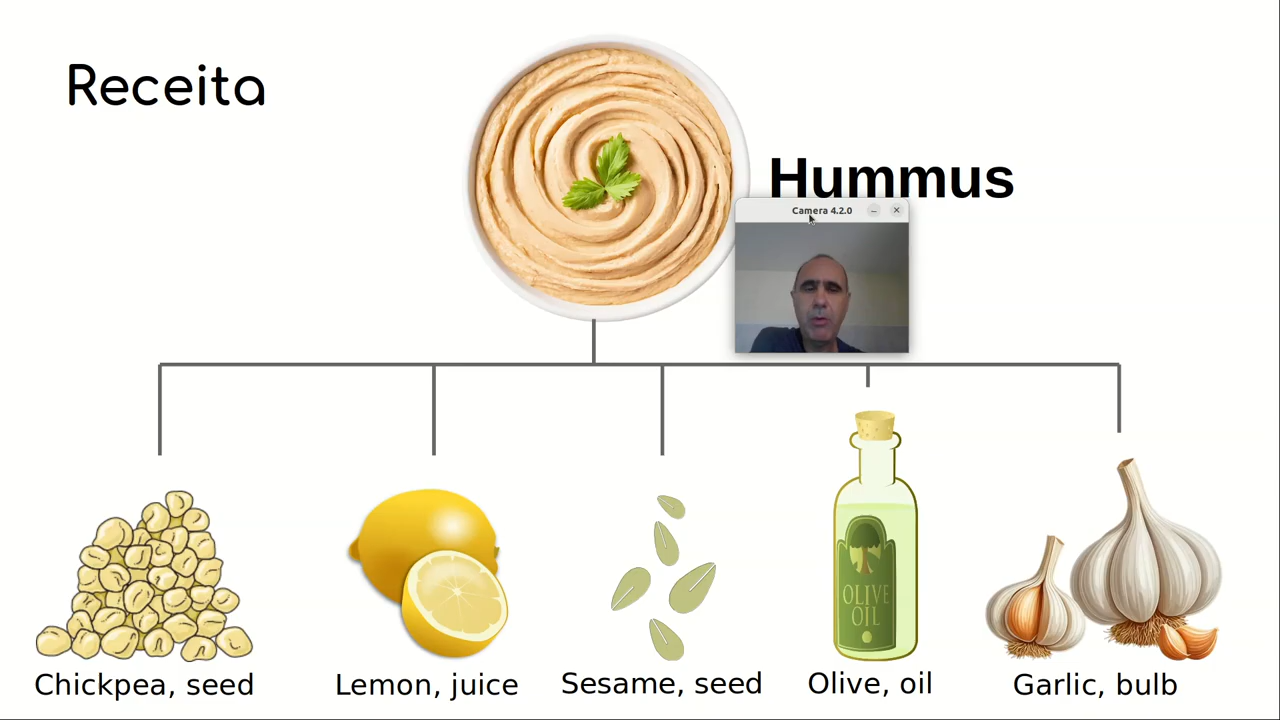 Receita
Hummus
Camera 4.2.0
OLIVE
OIL
Chickpea, seed
Lemon, juice
Sesame, seed
Olive, oil
Garlic, bulb